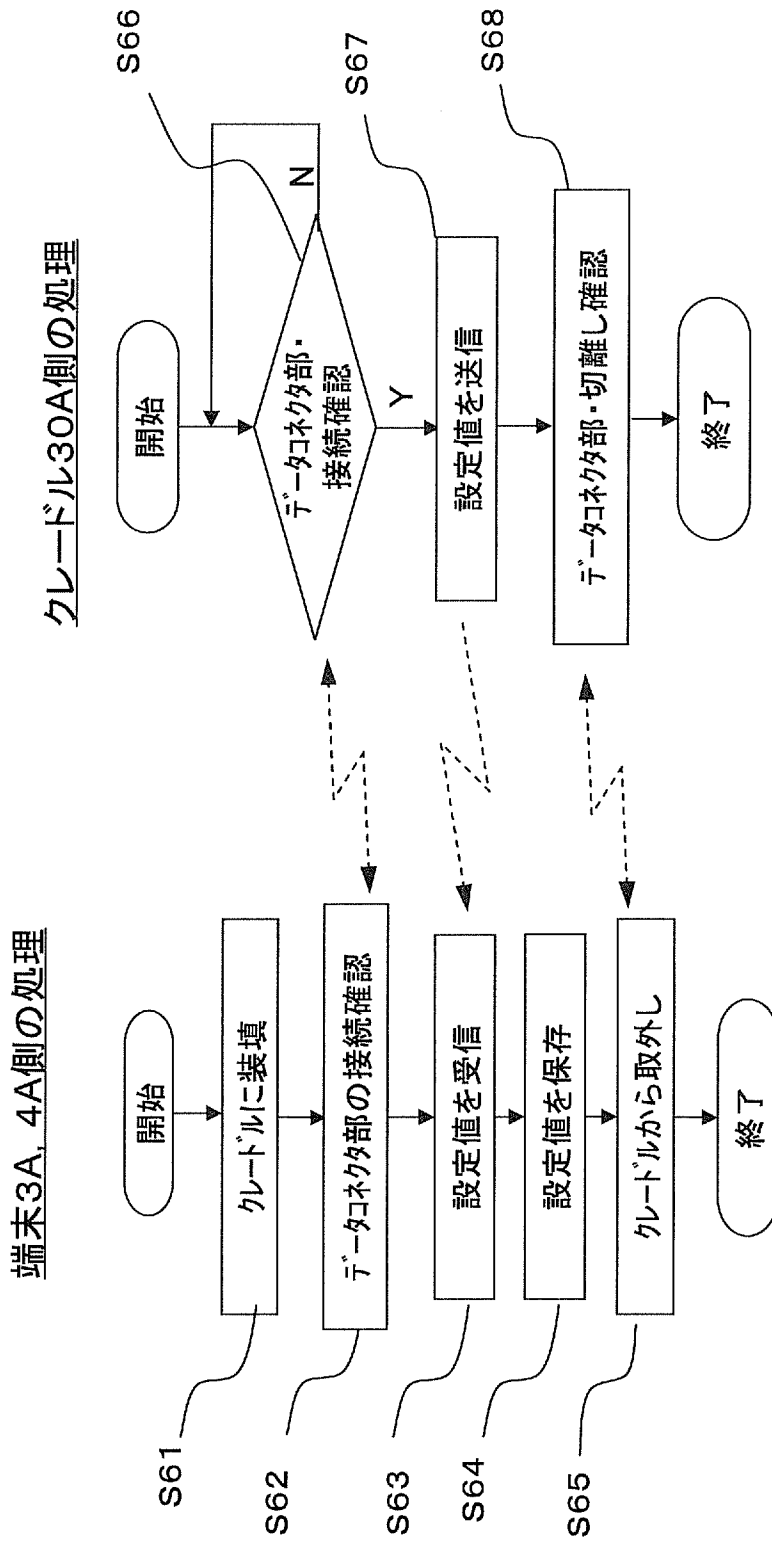 端末3A, 4A側の処理
開始
クレードルに装填
S61
データコネクタ部の接続確認
S62
設定値を受信
S63
設定値を保存
S64
クレードルから取外し
S65
終了
クレードル30A側の処理
開始
データコネクタ部・
接続確認
S66
N
Y
設定値を送信
S67
データコネクタ部・切離し確認
S68
終了